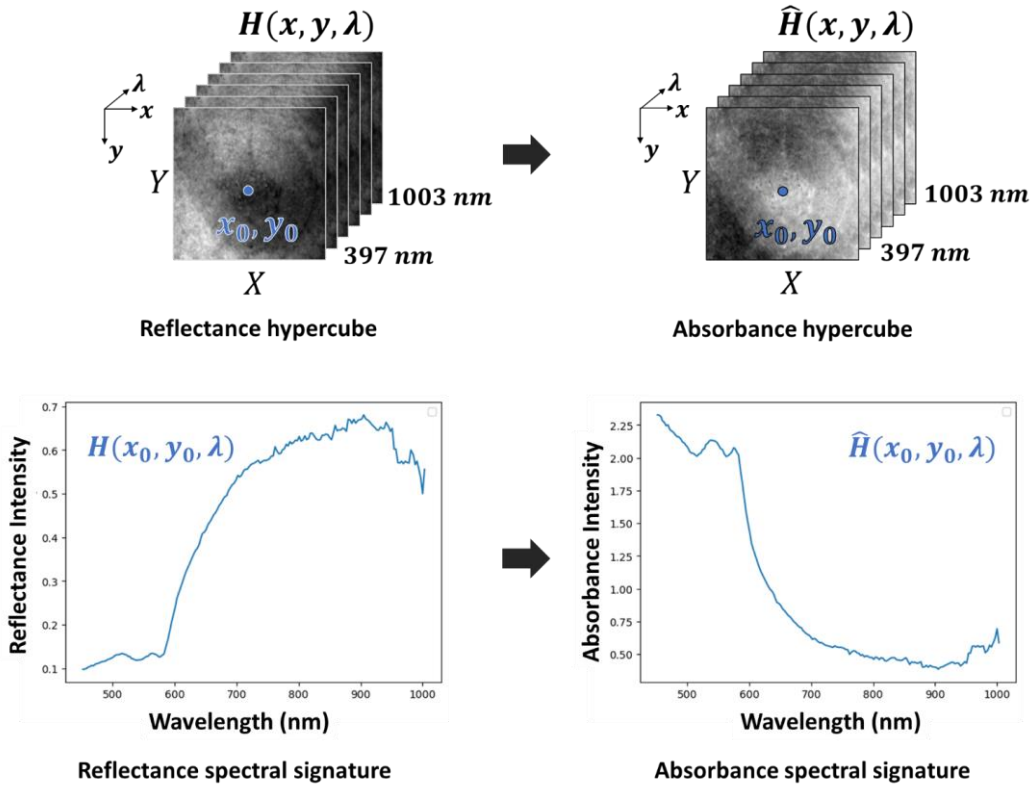 H(x, y, λ)
Ĥ(x, y, λ)
λ
x
y
Y
x₀, y₀
1003 nm
397 nm
X
λ
x
y
Y
x₀, y₀
1003 nm
397 nm
X
Reflectance hypercube
Absorbance hypercube
Reflectance Intensity
0.7
0.6
0.5
0.4
0.3
0.2
0.1
H(x₀, y₀, λ)
500 600 700 800 900 1000
Wavelength (nm)
Absorbance Intensity
2.25
2.00
1.75
1.50
1.25
1.00
0.75
0.50
Ĥ(x₀, y₀, λ)
500 600 700 800 900 1000
Wavelength (nm)
Reflectance spectral signature
Absorbance spectral signature